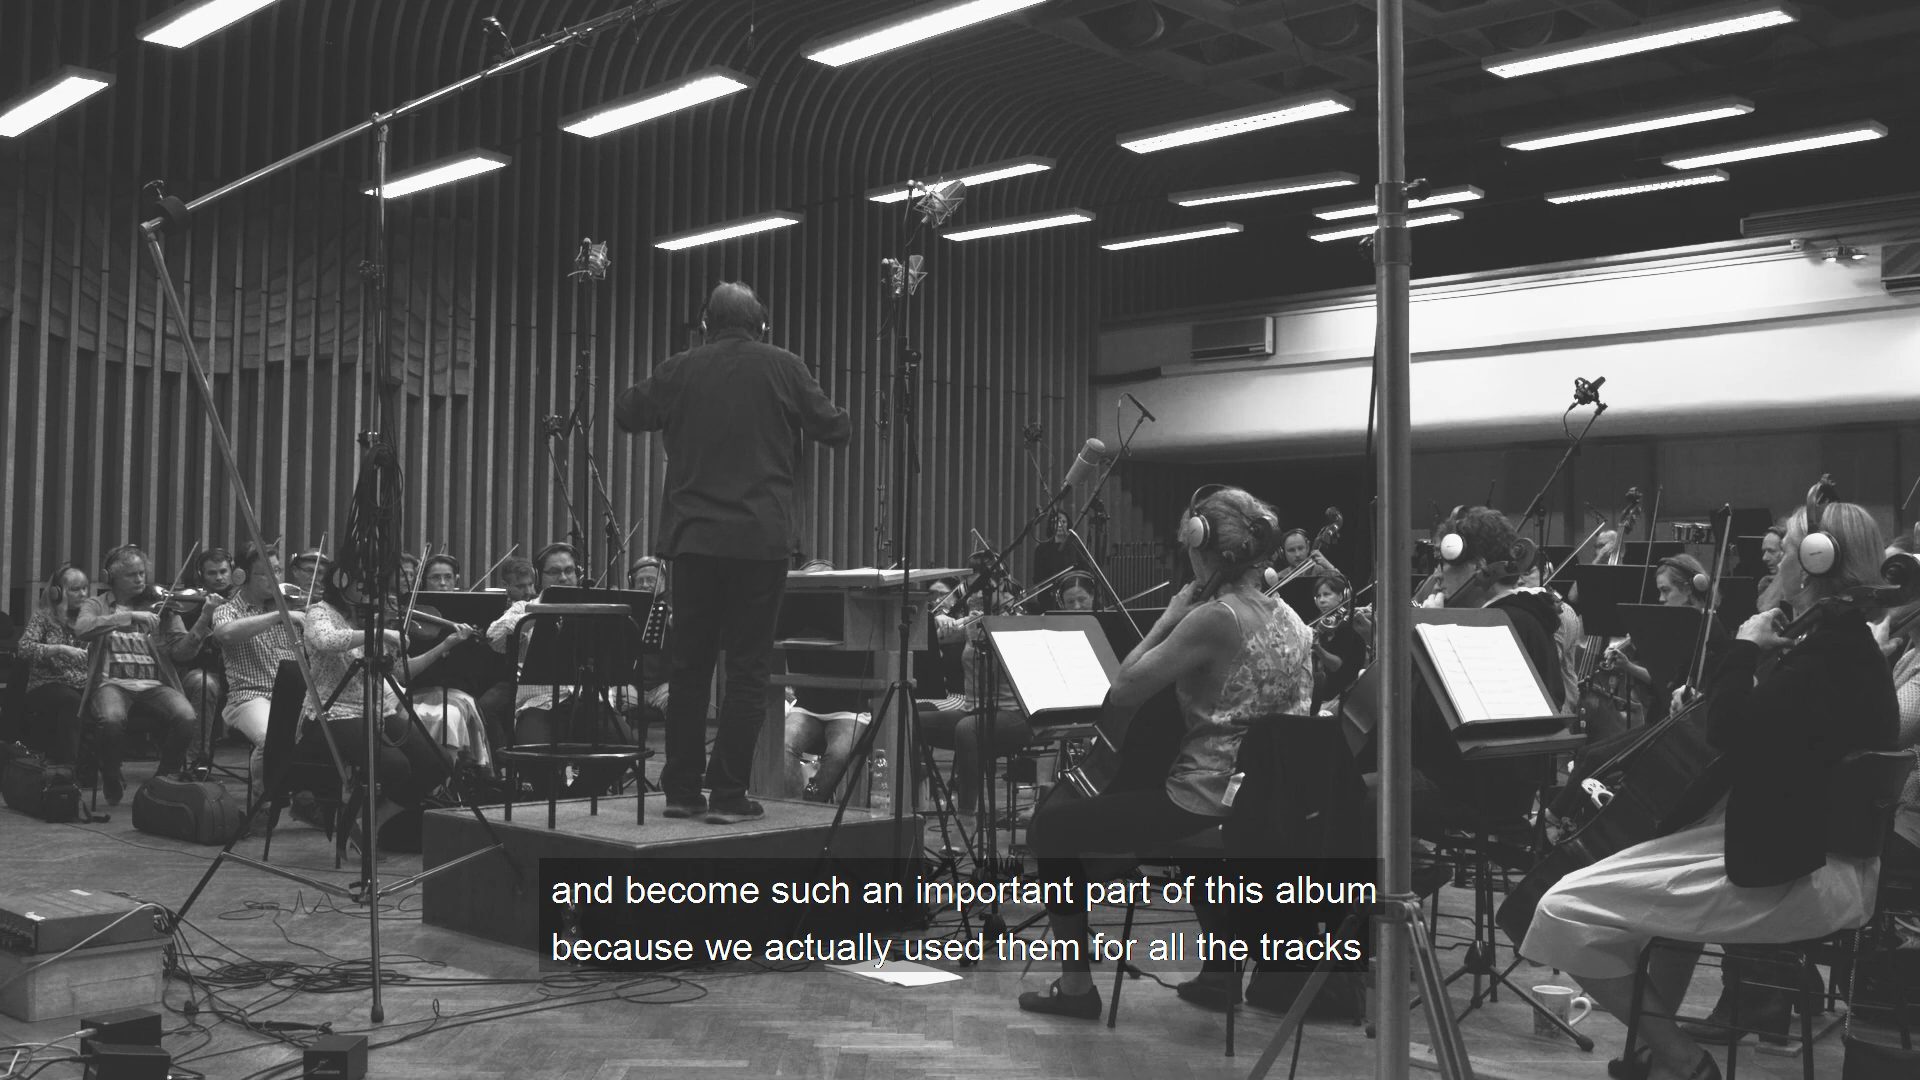 and become such an important part of this album
because we actually used them for all the tracks